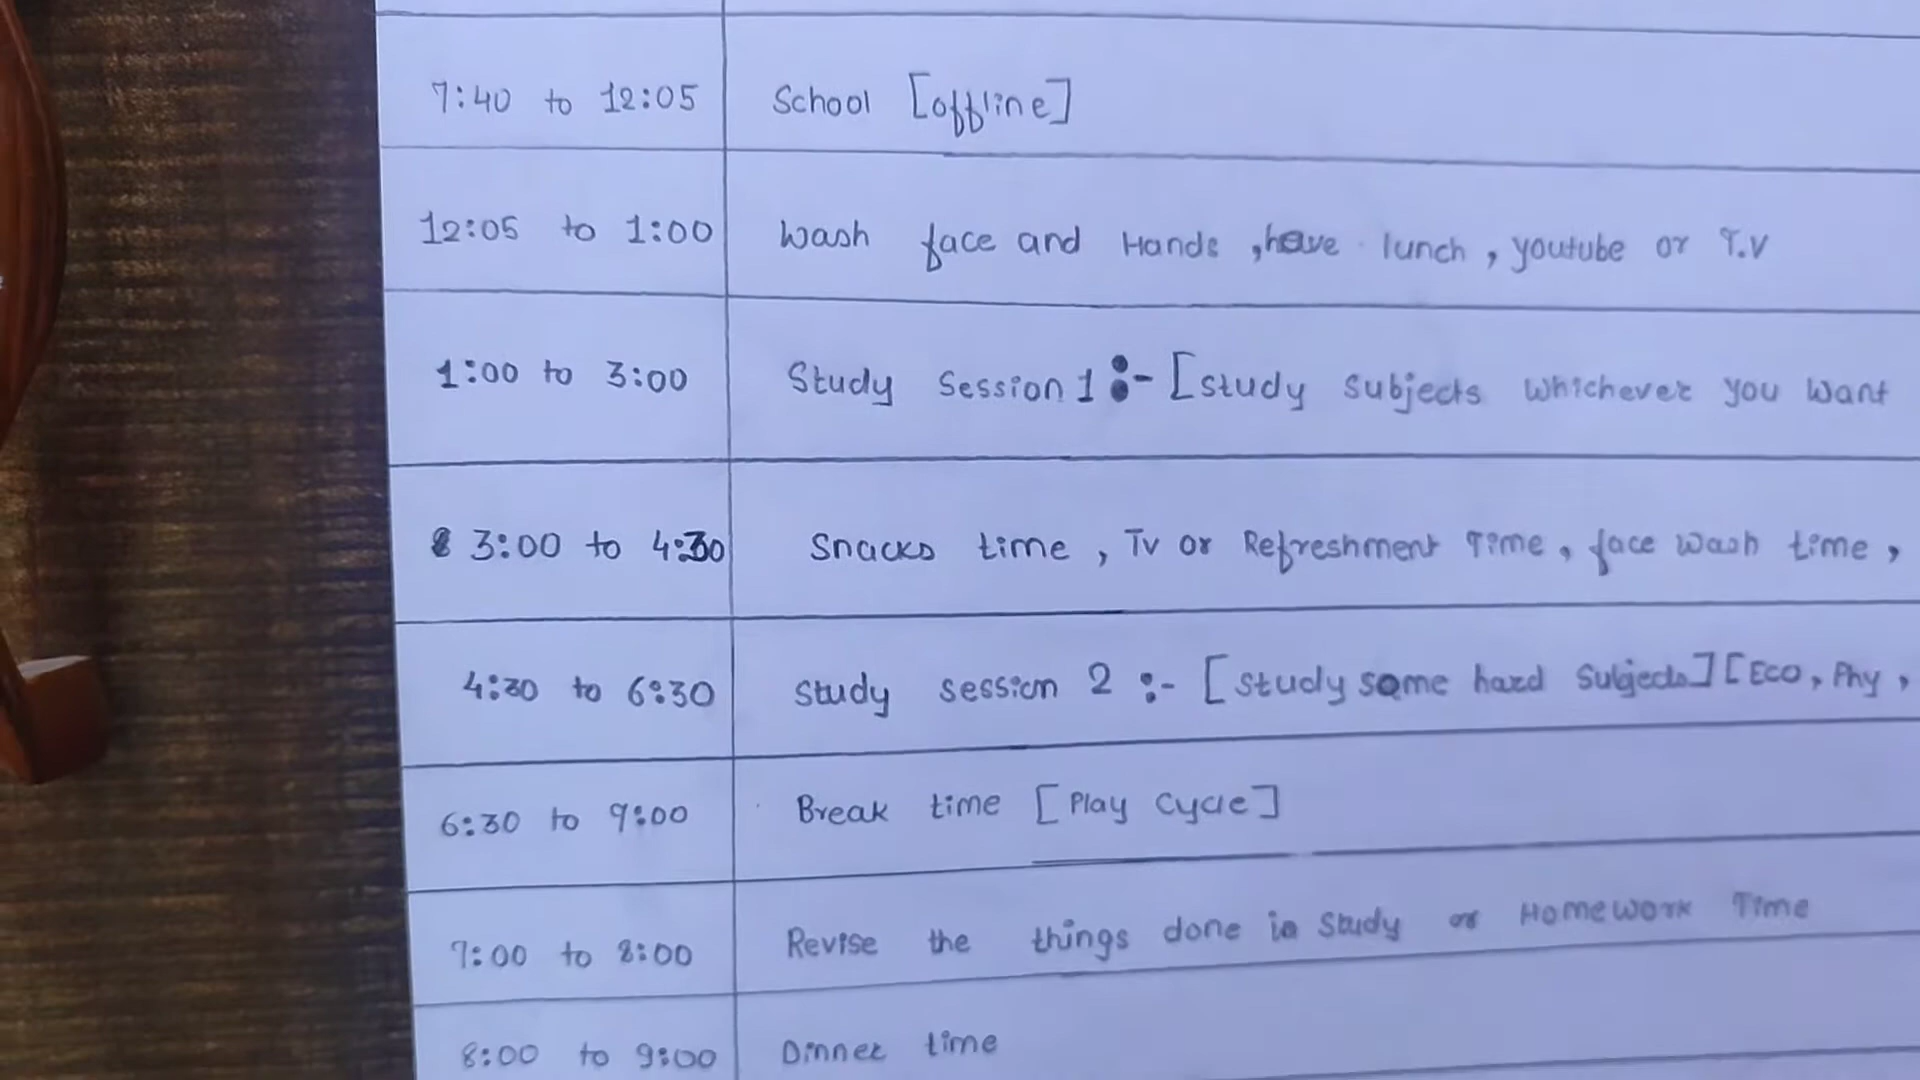 7:40 to 12:05 School [offline]
12:05 to 1:00 Wash face and Hands, have lunch, youtube or T.V
1:00 to 3:00 Study Session 1 :- [study subjects whichever you want
3:00 to 4:30 Snacks time, Tv or Refreshment Time, face wash time,
4:30 to 6:30 Study session 2 :- [study some hard Subjects] [Eco, Phy,
6:30 to 9:00 Break time [Play Cycle]
7:00 to 8:00 Revise the things done in Study or Homework Time
8:00 to 9:00 Dinner time